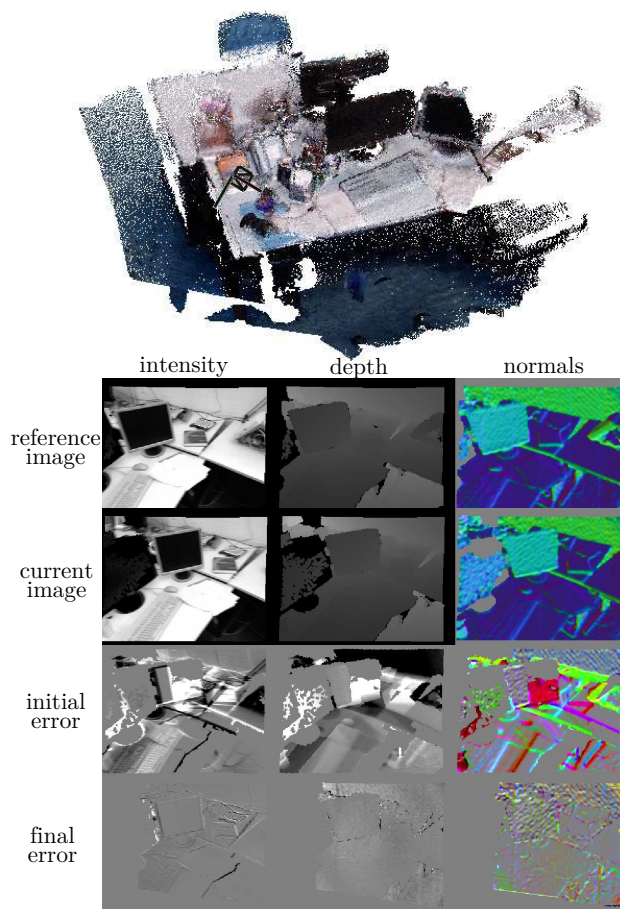 intensity depth normals
reference
image
current
image
initial
error
final
error